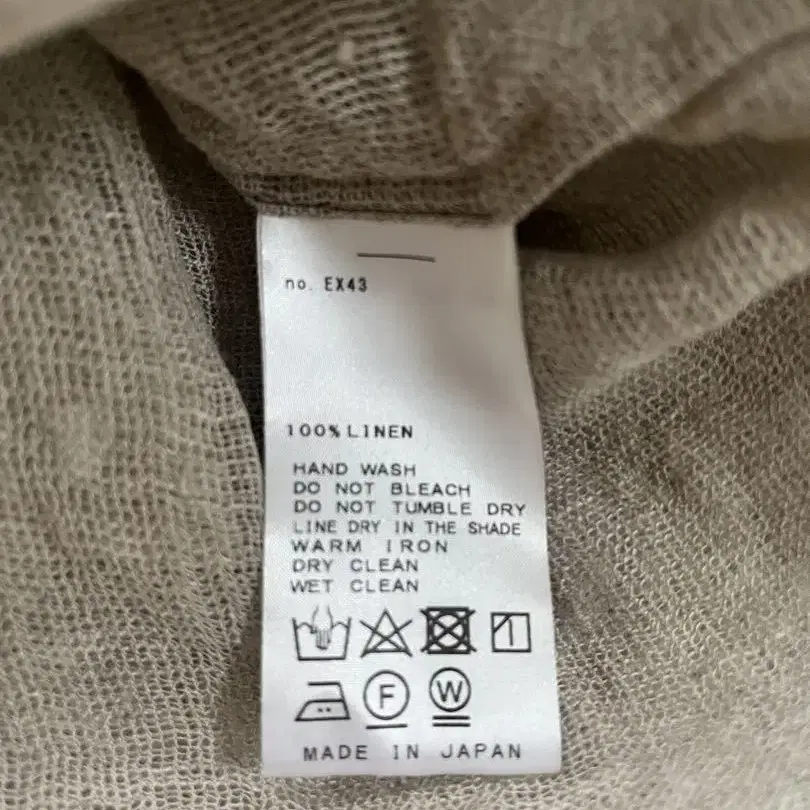 no. EX43
100% LINEN
HAND WASH
DO NOT BLEACH
DO NOT TUMBLE DRY
LINE DRY IN THE SHADE
WARM IRON
DRY CLEAN
WET CLEAN
F W
MADE IN JAPAN